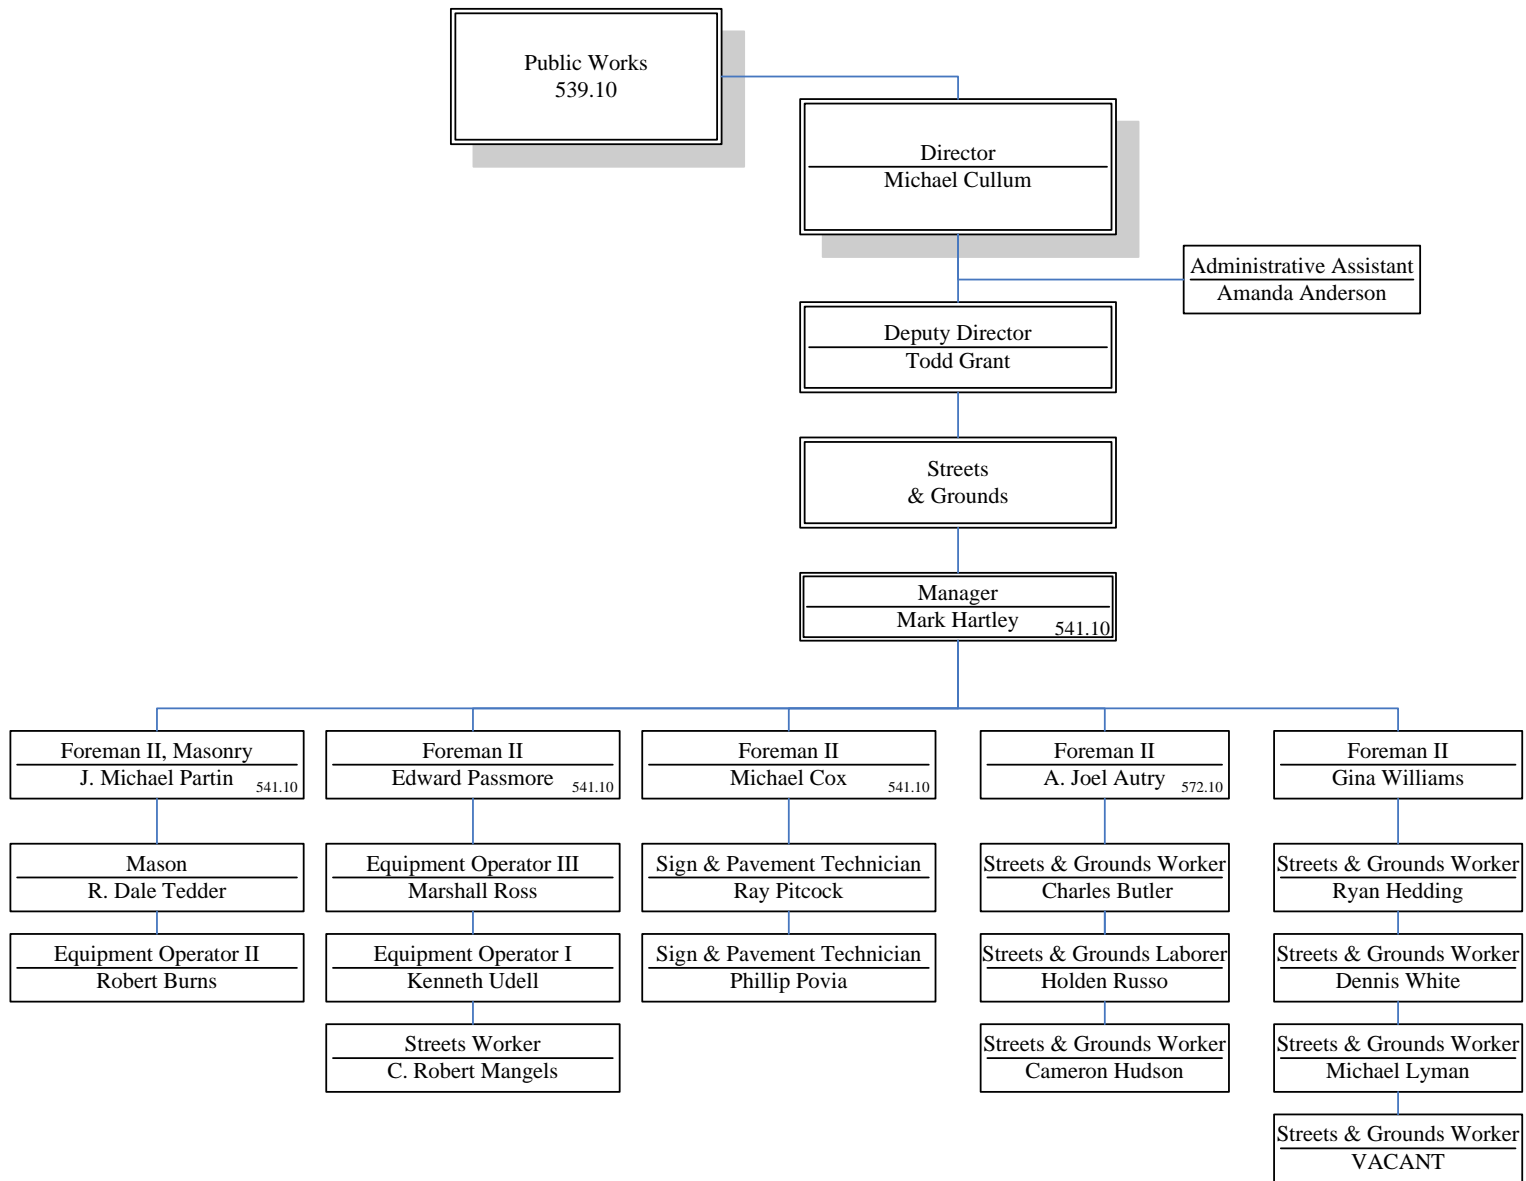 Public Works
539.10
Director
Michael Cullum
Administrative Assistant
Amanda Anderson
Deputy Director
Todd Grant
Streets
& Grounds
Manager
Mark Hartley
541.10
Foreman II, Masonry
J. Michael Partin
541.10
Mason
R. Dale Tedder
Equipment Operator II
Robert Burns
Foreman II
Edward Passmore
541.10
Equipment Operator III
Marshall Ross
Equipment Operator I
Kenneth Udell
Streets Worker
C. Robert Mangels
Foreman II
Michael Cox
541.10
Sign & Pavement Technician
Ray Pitcock
Sign & Pavement Technician
Phillip Povia
Foreman II
A. Joel Autry
572.10
Streets & Grounds Worker
Charles Butler
Streets & Grounds Laborer
Holden Russo
Streets & Grounds Worker
Cameron Hudson
Foreman II
Gina Williams
Streets & Grounds Worker
Ryan Hedding
Streets & Grounds Worker
Dennis White
Streets & Grounds Worker
Michael Lyman
Streets & Grounds Worker
VACANT